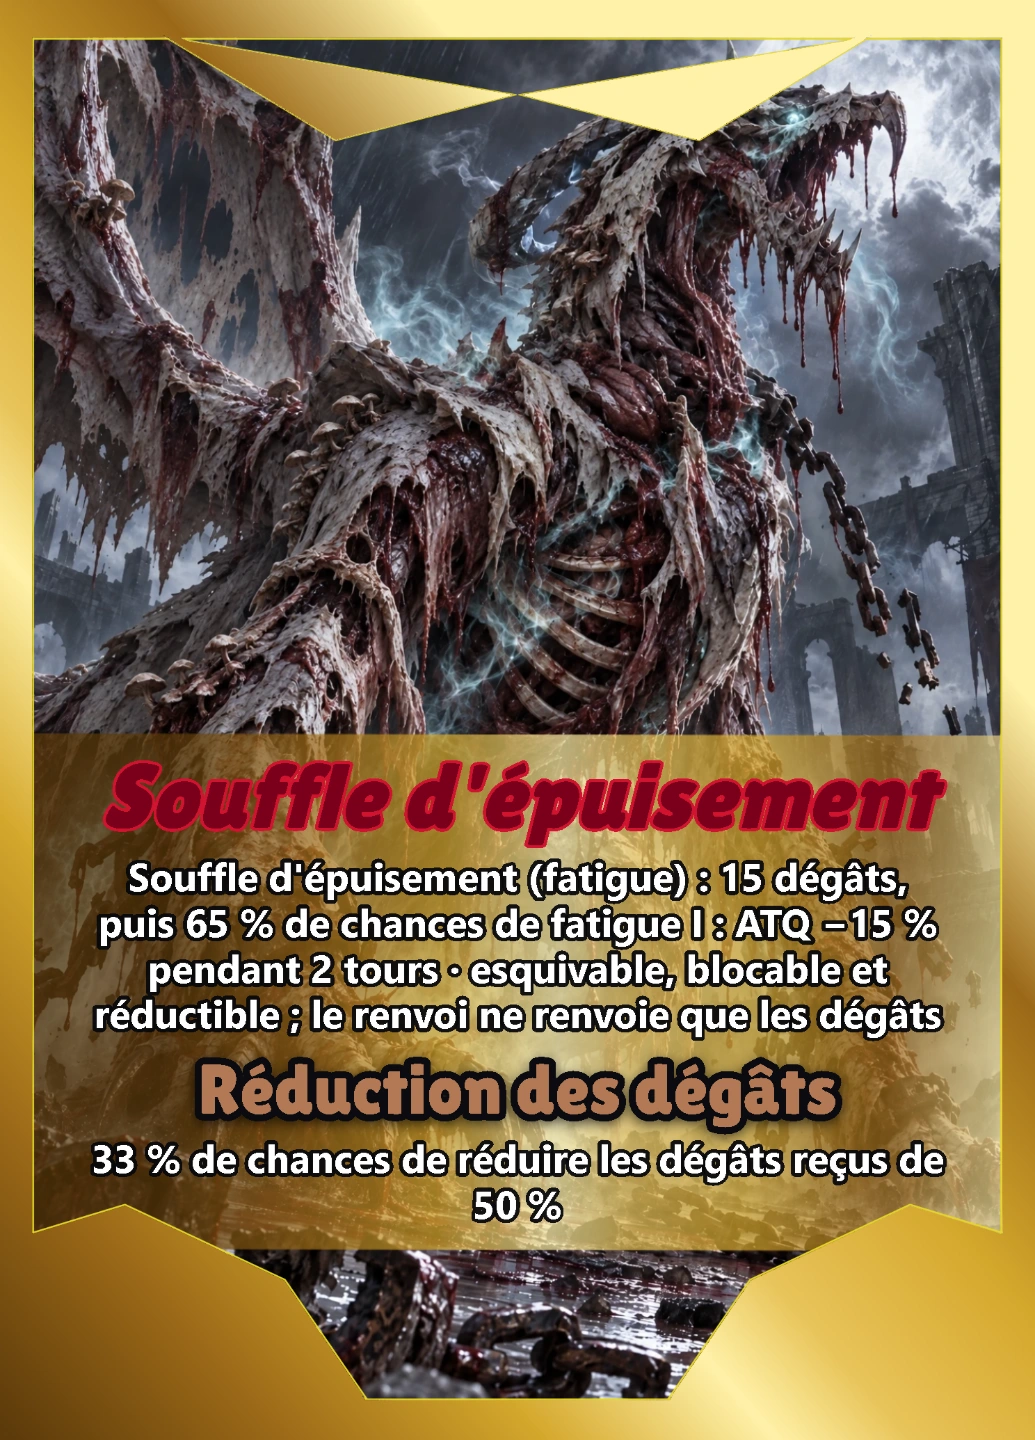 Souffle d'épuisement
Souffle d'épuisement (fatigue) : 15 dégâts,
puis 65 % de chances de fatigue I : ATQ −15 %
pendant 2 tours • esquivable, blocable et
réductible ; le renvoi ne renvoie que les dégâts
Réduction des dégâts
33 % de chances de réduire les dégâts reçus de
50 %